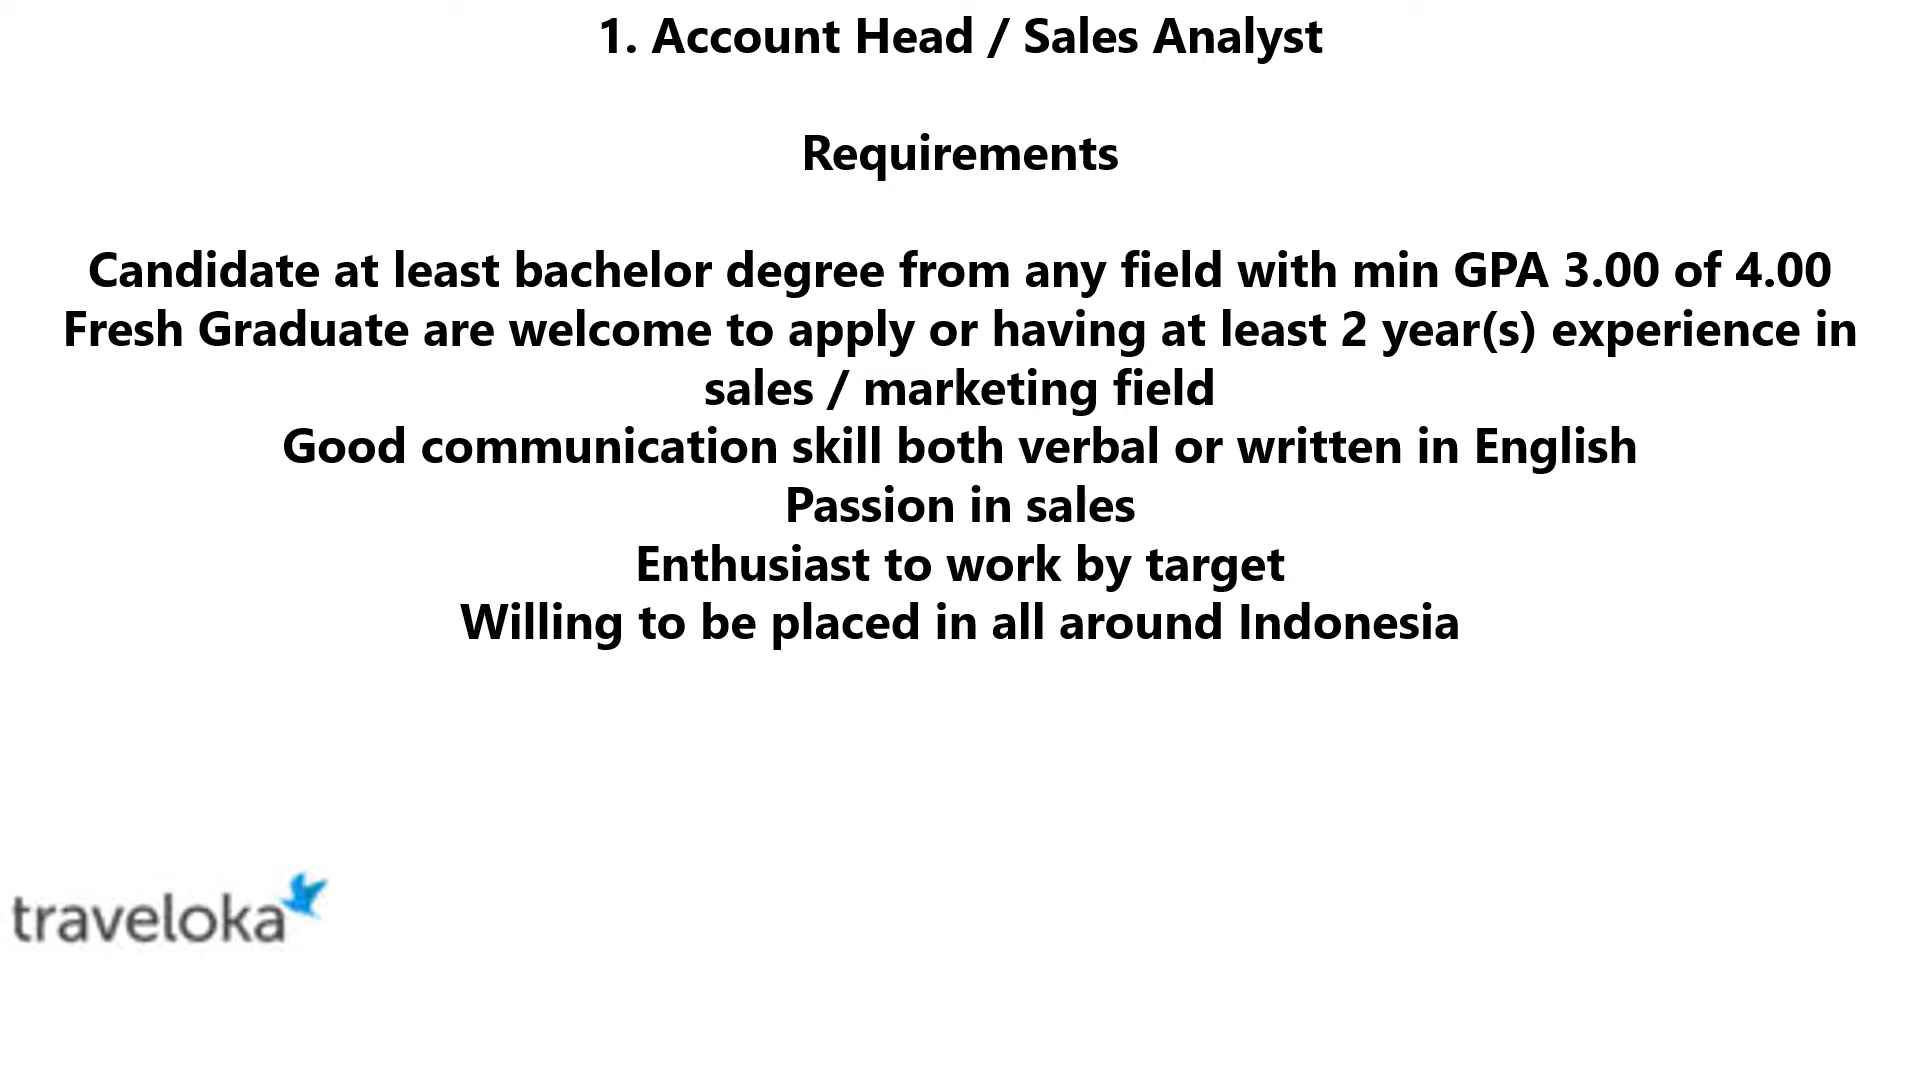 1. Account Head / Sales Analyst
Requirements
Candidate at least bachelor degree from any field with min GPA 3.00 of 4.00
Fresh Graduate are welcome to apply or having at least 2 year(s) experience in
sales / marketing field
Good communication skill both verbal or written in English
Passion in sales
Enthusiast to work by target
Willing to be placed in all around Indonesia
traveloka